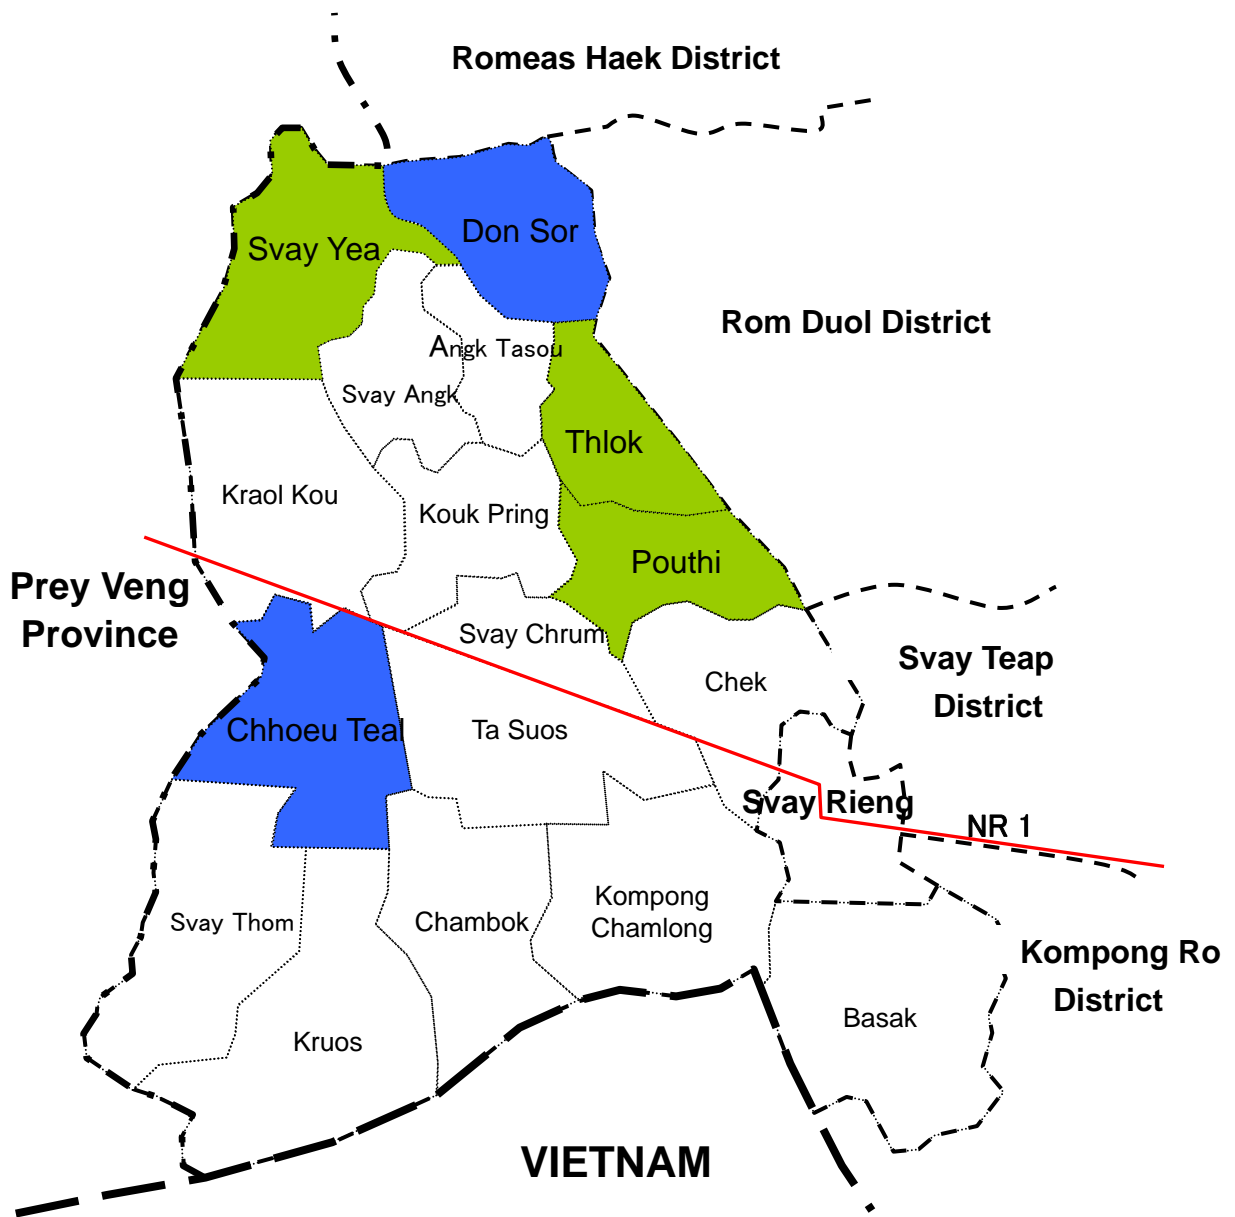 Romeas Haek District
Don Sor
Svay Yea
Rom Duol District
Angk Tasou
Svay Angk
Thlok
Kraol Kou
Kouk Pring
Pouthi
Prey Veng
Province
Svay Chrum
Svay Teap
District
Chek
Chhoeu Teal
Ta Suos
Svay Rieng
NR 1
Kompong
Chamlong
Svay Thom
Chambok
Kompong Ro
District
Basak
Kruos
VIETNAM